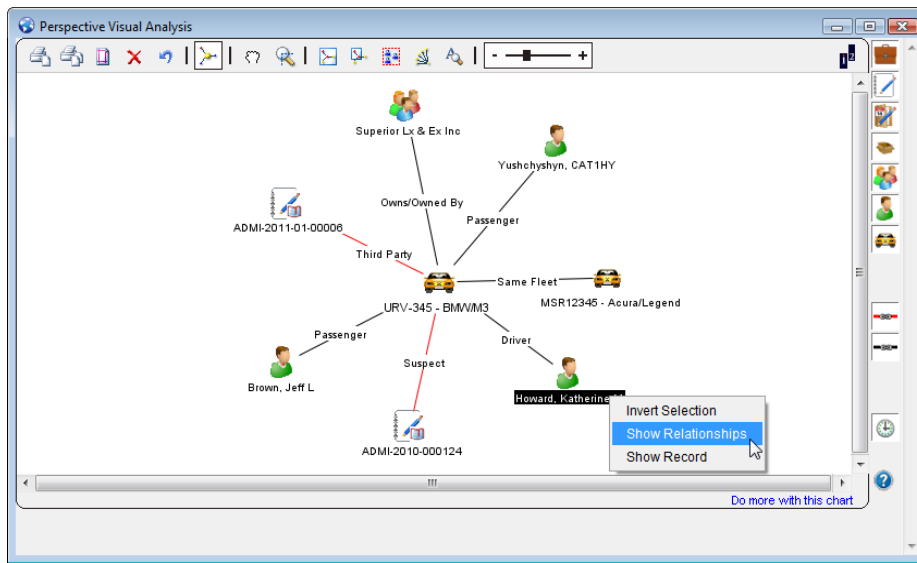 Perspective Visual Analysis
- +
Superior Lx & Ex Inc
Yushchyshyn, CAT1HY
Owns/Owned By
Passenger
ADMI-2011-01-00006
Third Party
Same Fleet
MSR12345 - Acura/Legend
URV-345 - BMW/M3
Passenger
Driver
Suspect
Brown, Jeff L
Howard, Katherine
ADMI-2010-000124
Invert Selection
Show Relationships
Show Record
Do more with this chart